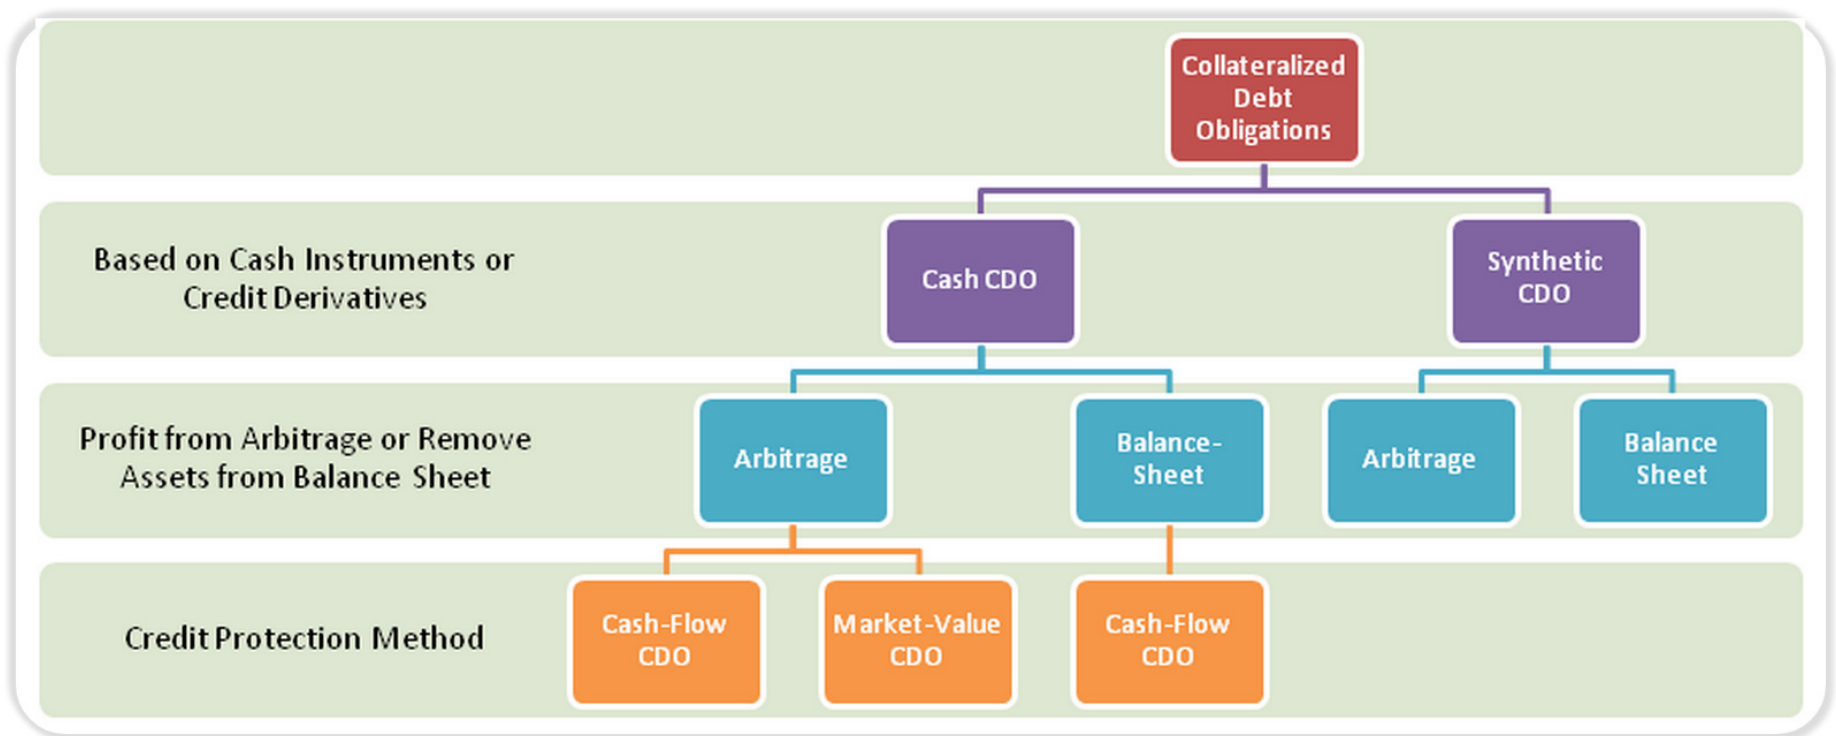 Collateralized
Debt
Obligations
Based on Cash Instruments or
Credit Derivatives
Cash CDO
Synthetic
CDO
Profit from Arbitrage or Remove
Assets from Balance Sheet
Arbitrage
Balance-
Sheet
Arbitrage
Balance
Sheet
Credit Protection Method
Cash-Flow
CDO
Market-Value
CDO
Cash-Flow
CDO